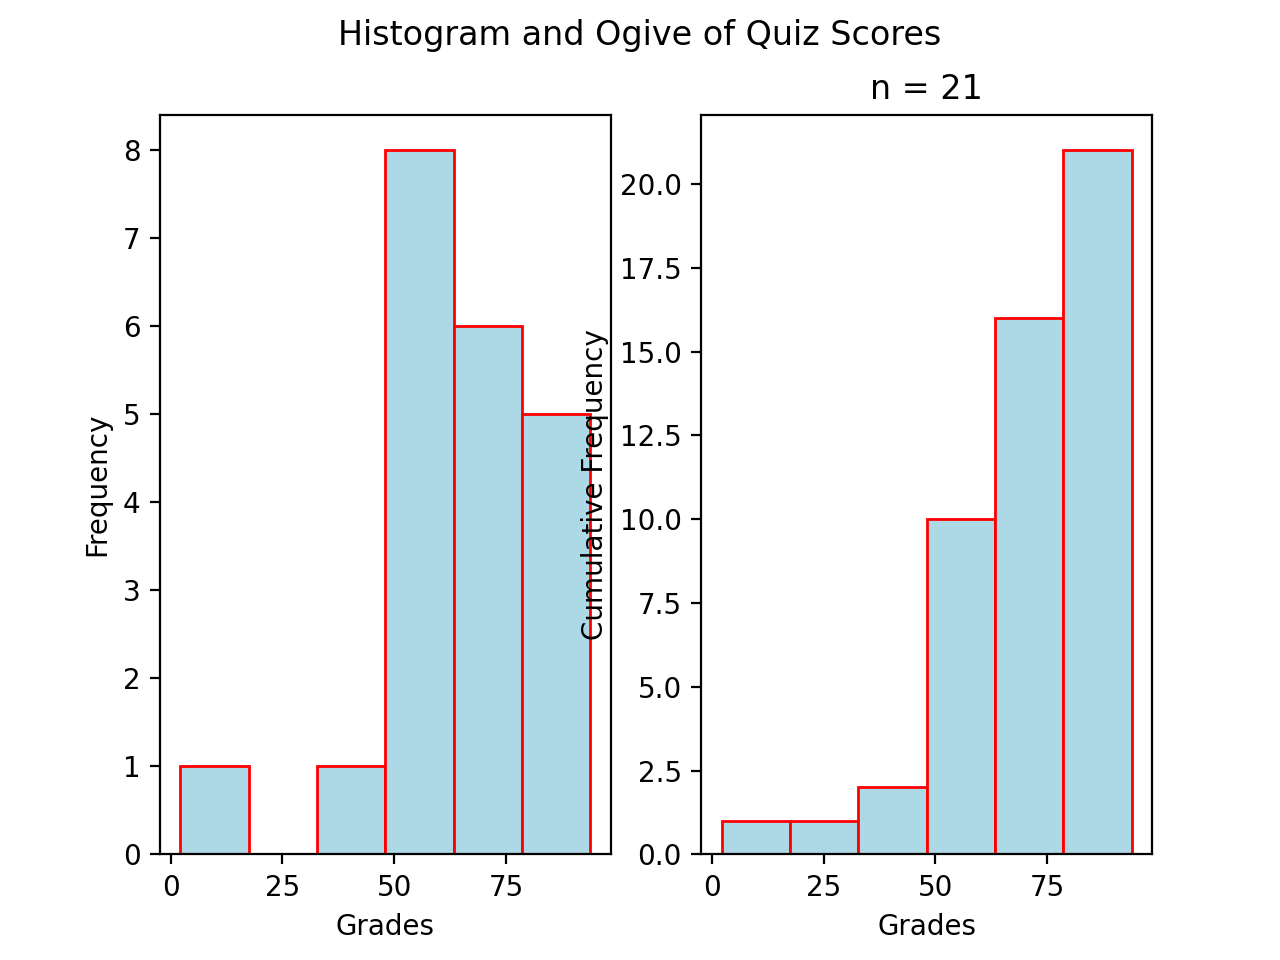 Histogram and Ogive of Quiz Scores
8
7
6
5
4
3
2
1
0
Frequency
0 25 50 75
Grades
n = 21
20.0
17.5
15.0
12.5
10.0
7.5
5.0
2.5
0.0
Cumulative Frequency
0 25 50 75
Grades